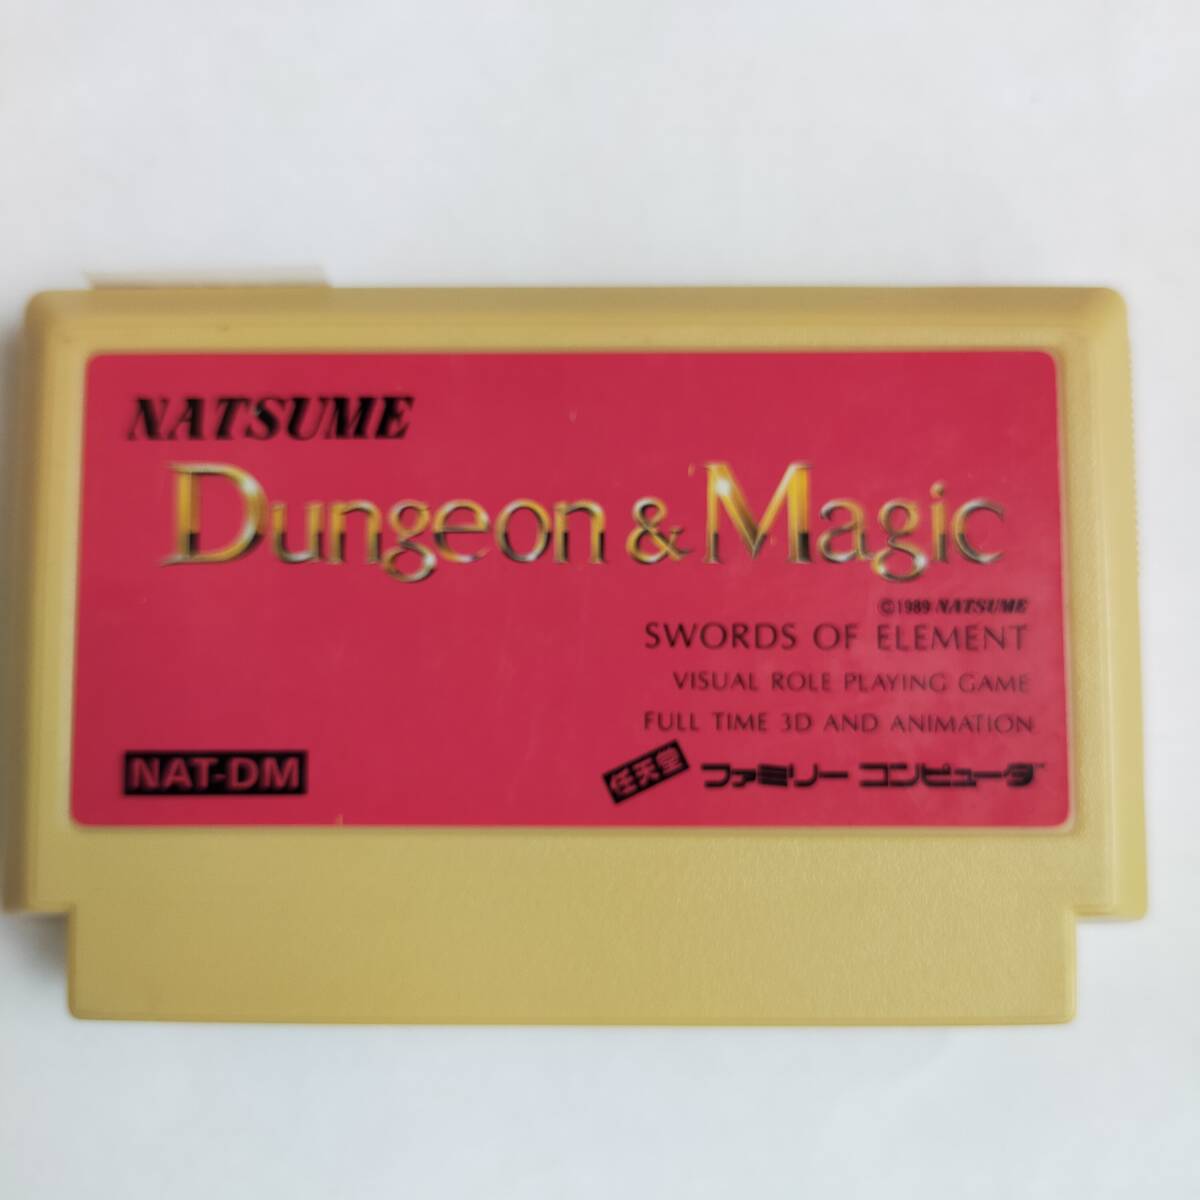 NATSUME
Dungeon & Magic
©1989 NATSUME
SWORDS OF ELEMENT
VISUAL ROLE PLAYING GAME
FULL TIME 3D AND ANIMATION
NAT-DM
任天堂 ファミリー コンピュータ